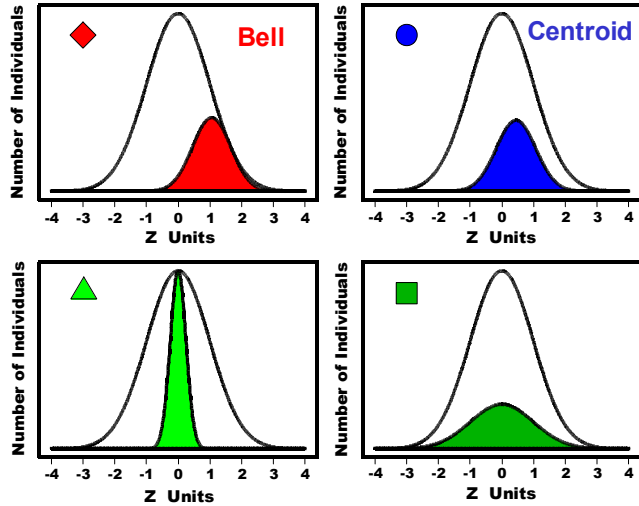 Bell
Number of Individuals
-4 -3 -2 -1 0 1 2 3 4
Z Units
Centroid
Number of Individuals
-4 -3 -2 -1 0 1 2 3 4
Z Units
Number of Individuals
-4 -3 -2 -1 0 1 2 3 4
Z Units
Number of Individuals
-4 -3 -2 -1 0 1 2 3 4
Z Units